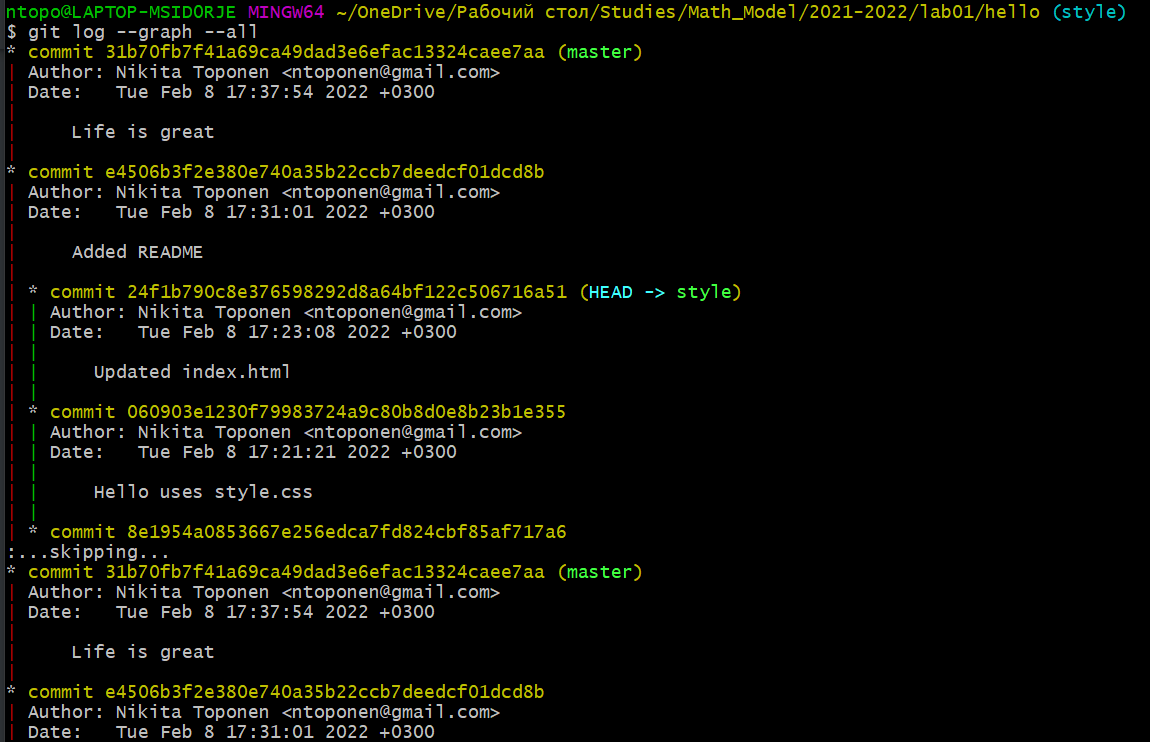 ntopo@LAPTOP-MSIDORJE MINGW64 ~/OneDrive/Рабочий стол/Studies/Math_Model/2021-2022/lab01/hello (style)
$ git log --graph --all
* commit 31b70fb7f41a69ca49dad3e6efac13324caee7aa (master)
| Author: Nikita Toponen <ntoponen@gmail.com>
| Date:   Tue Feb 8 17:37:54 2022 +0300
|
|     Life is great
|
* commit e4506b3f2e380e740a35b22ccb7deedcf01dcd8b
| Author: Nikita Toponen <ntoponen@gmail.com>
| Date:   Tue Feb 8 17:31:01 2022 +0300
|
|     Added README
|
| * commit 24f1b790c8e376598292d8a64bf122c506716a51 (HEAD -> style)
| | Author: Nikita Toponen <ntoponen@gmail.com>
| | Date:   Tue Feb 8 17:23:08 2022 +0300
| |
| |     Updated index.html
| |
| * commit 060903e1230f79983724a9c80b8d0e8b23b1e355
| | Author: Nikita Toponen <ntoponen@gmail.com>
| | Date:   Tue Feb 8 17:21:21 2022 +0300
| |
| |     Hello uses style.css
| |
| * commit 8e1954a0853667e256edca7fd824cbf85af717a6
:...skipping...
* commit 31b70fb7f41a69ca49dad3e6efac13324caee7aa (master)
| Author: Nikita Toponen <ntoponen@gmail.com>
| Date:   Tue Feb 8 17:37:54 2022 +0300
|
|     Life is great
|
* commit e4506b3f2e380e740a35b22ccb7deedcf01dcd8b
| Author: Nikita Toponen <ntoponen@gmail.com>
| Date:   Tue Feb 8 17:31:01 2022 +0300